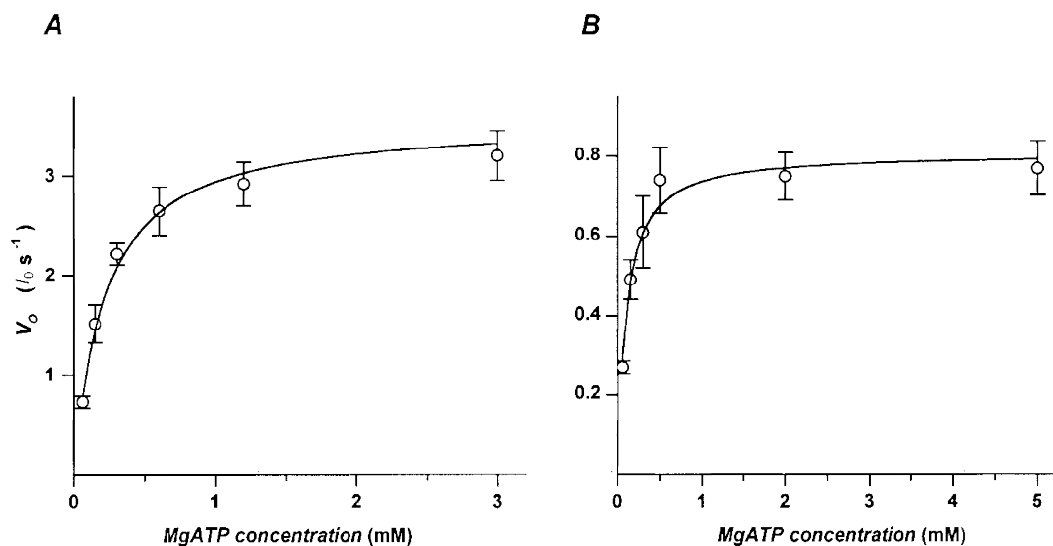 A
B
3
2
1
V₀ (l₀ s⁻¹)
0 1 2 3
MgATP concentration (mM)
0.8
0.6
0.4
0.2
0 1 2 3 4 5
MgATP concentration (mM)